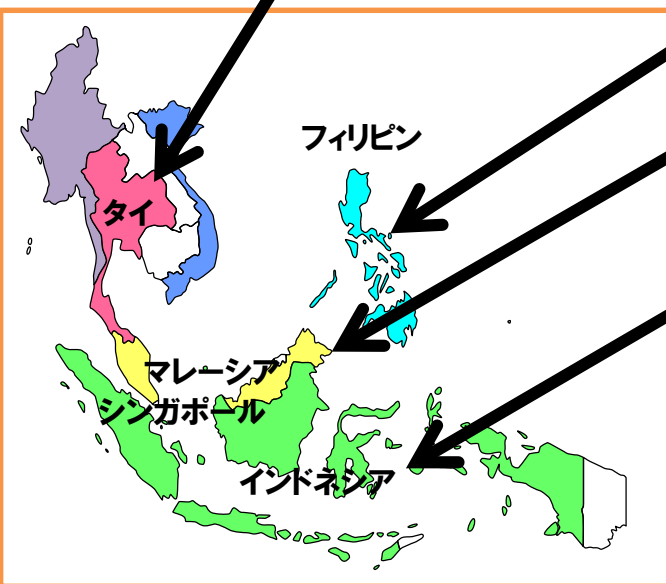 フィリピン
タイ
マレーシア
シンガポール
インドネシア